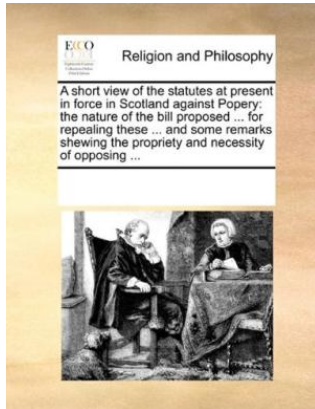 ECCO
Religion and Philosophy
A short view of the statutes at present
in force in Scotland against Popery:
the nature of the bill proposed ... for
repealing these ... and some remarks
shewing the propriety and necessity
of opposing ...